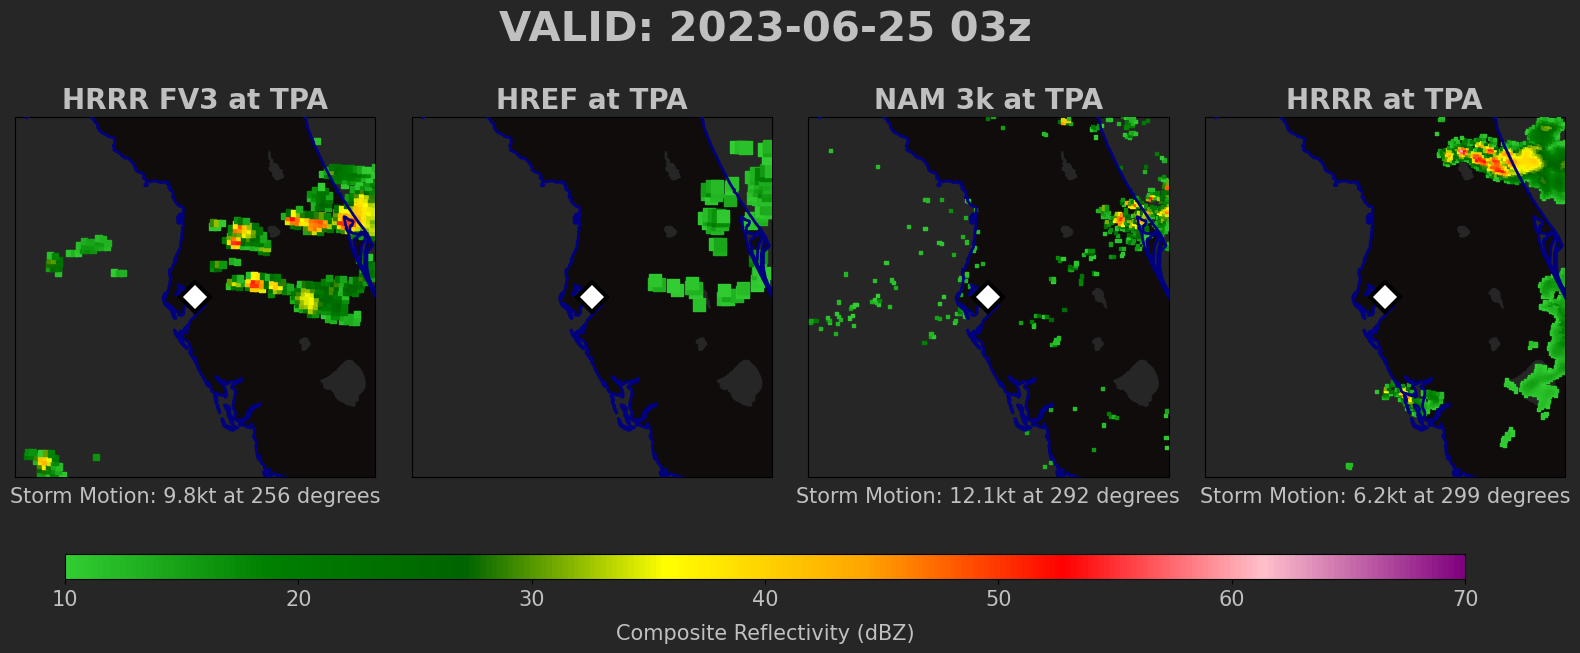 VALID: 2023-06-25 03z
HRRR FV3 at TPA
HREF at TPA
NAM 3k at TPA
HRRR at TPA
Storm Motion: 9.8kt at 256 degrees
Storm Motion: 12.1kt at 292 degrees
Storm Motion: 6.2kt at 299 degrees
10 20 30 40 50 60 70
Composite Reflectivity (dBZ)